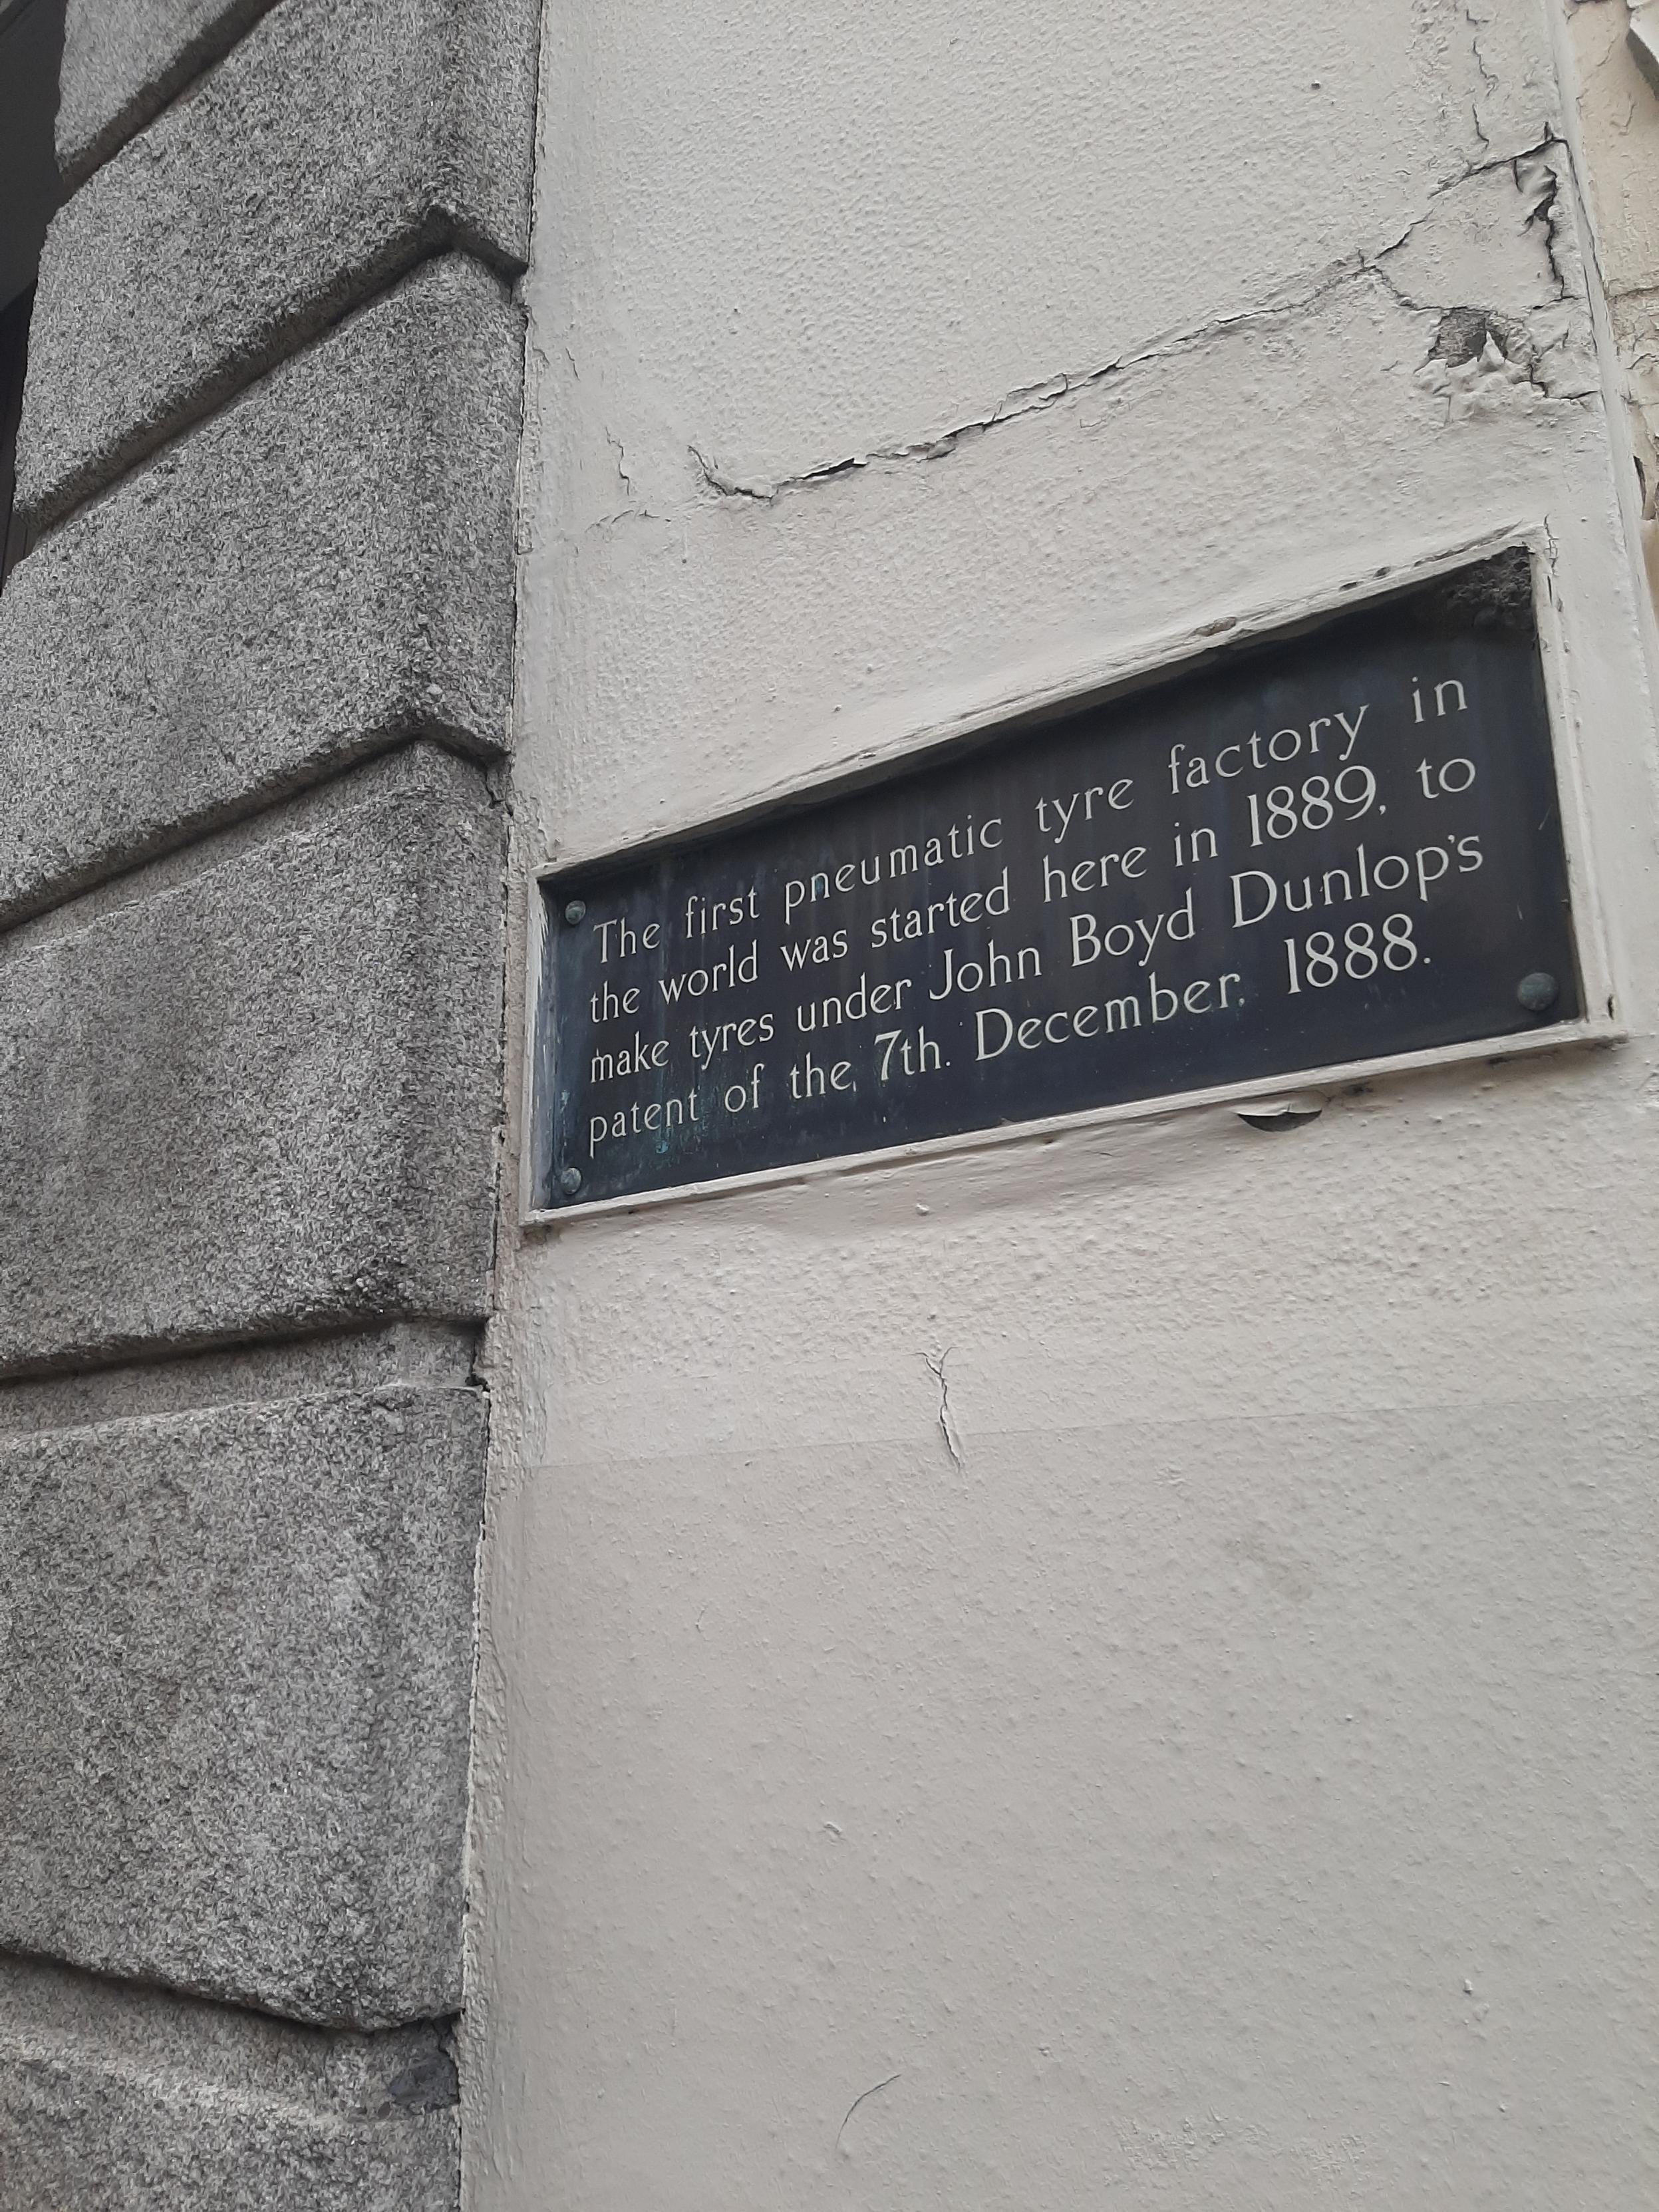 The first pneumatic tyre factory in
the world was started here in 1889, to
make tyres under John Boyd Dunlop's
patent of the 7th. December, 1888.